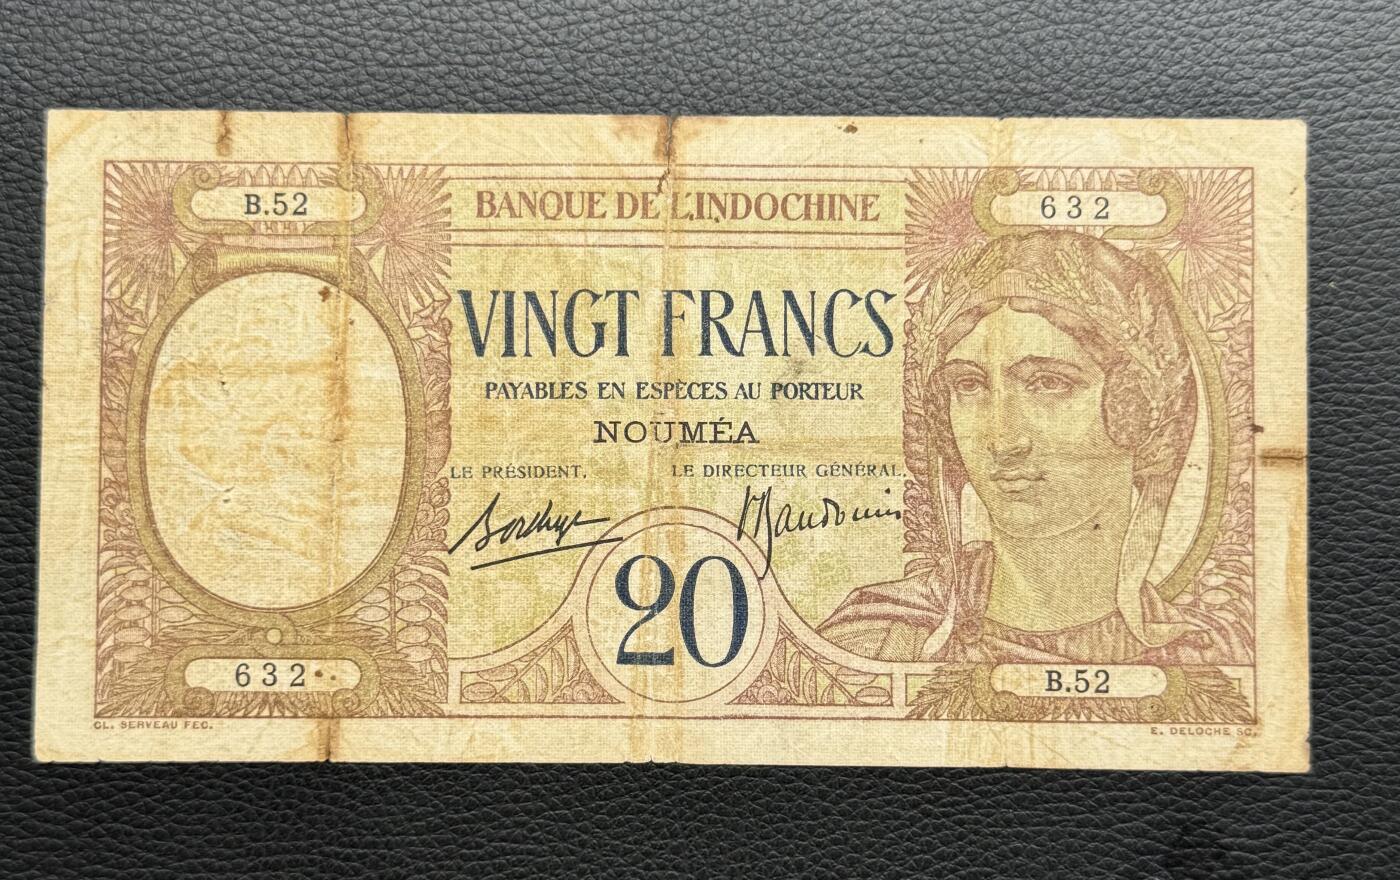 B.52
BANQUE DE L'INDOCHINE
632
VINGT FRANCS
PAYABLES EN ESPÈCES AU PORTEUR
NOUMÉA
LE PRÉSIDENT,
LE DIRECTEUR GÉNÉRAL,
20
632
B.52
CL. SERVEAU FEC.
E. DELOCHE SC.